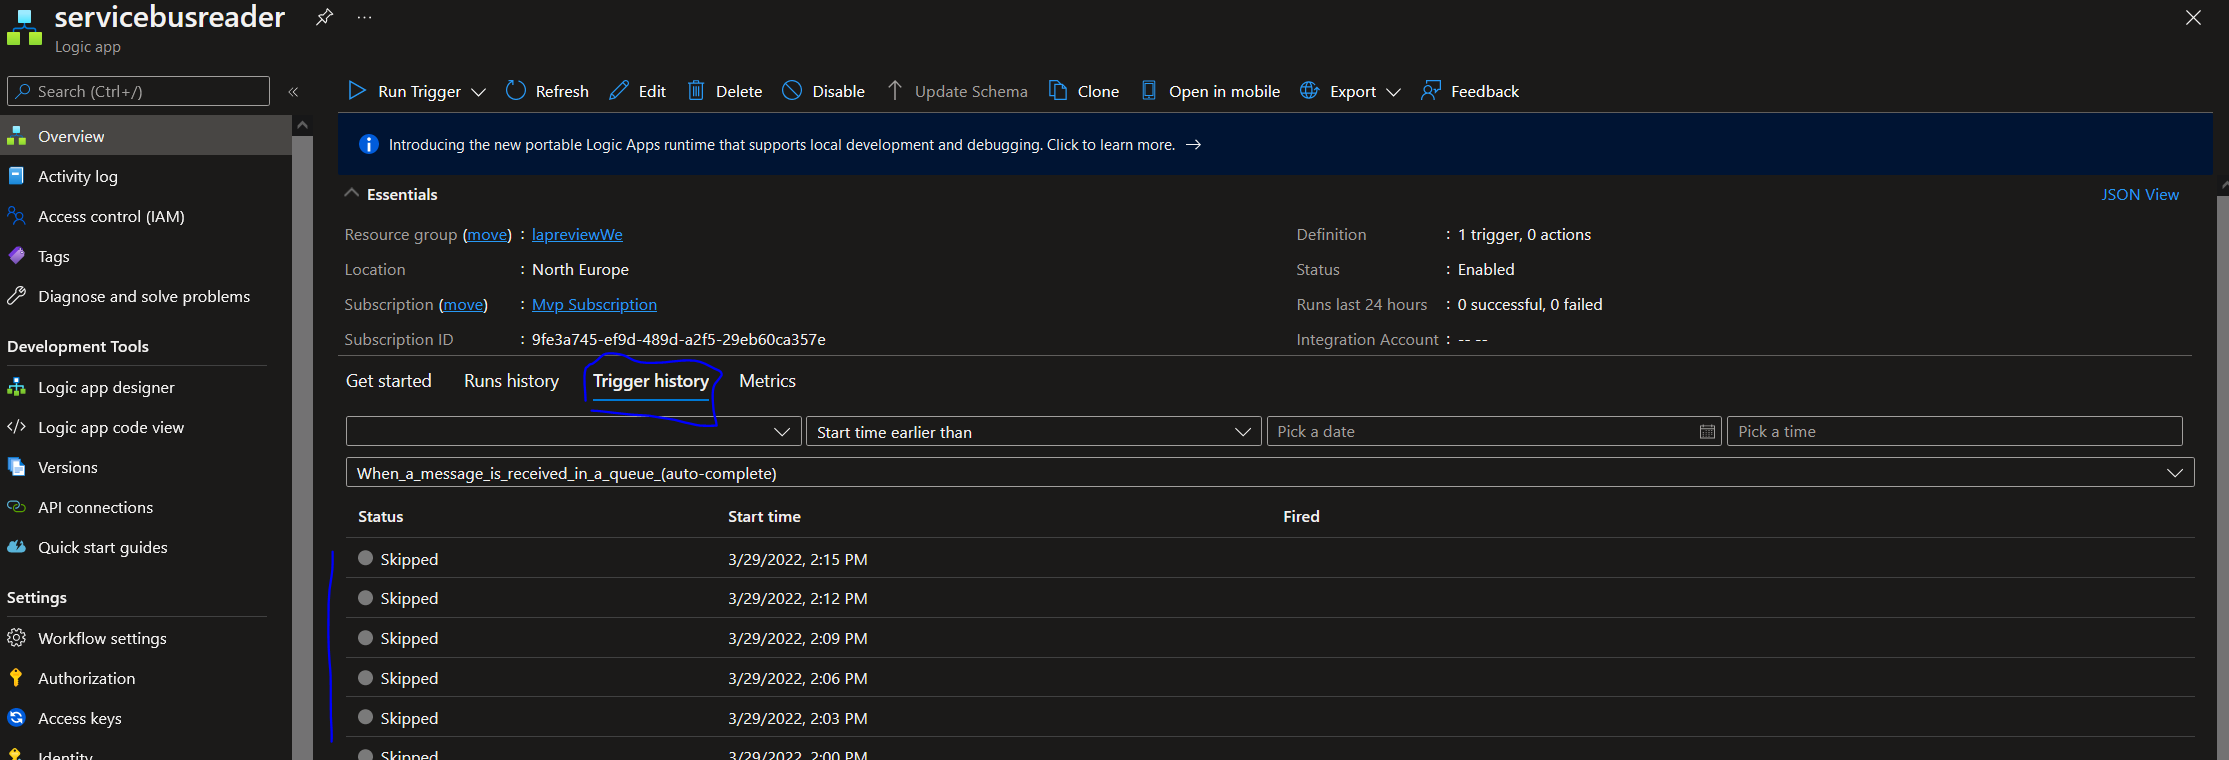 servicebusreader
Logic app
Search (Ctrl+/)
Overview
Activity log
Access control (IAM)
Tags
Diagnose and solve problems
Development Tools
Logic app designer
Logic app code view
Versions
API connections
Quick start guides
Settings
Workflow settings
Authorization
Access keys
Identity
Run Trigger Refresh Edit Delete Disable Update Schema Clone Open in mobile Export Feedback
Introducing the new portable Logic Apps runtime that supports local development and debugging. Click to learn more. →
Essentials JSON View
Resource group (move) : lapreviewWe
Location : North Europe
Subscription (move) : Mvp Subscription
Subscription ID : 9fe3a745-ef9d-489d-a2f5-29eb60ca357e
Definition : 1 trigger, 0 actions
Status : Enabled
Runs last 24 hours : 0 successful, 0 failed
Integration Account : -- --
Get started Runs history Trigger history Metrics
Start time earlier than Pick a date Pick a time
When_a_message_is_received_in_a_queue_(auto-complete)
Status Start time Fired
Skipped 3/29/2022, 2:15 PM
Skipped 3/29/2022, 2:12 PM
Skipped 3/29/2022, 2:09 PM
Skipped 3/29/2022, 2:06 PM
Skipped 3/29/2022, 2:03 PM
Skipped 3/29/2022, 2:00 PM